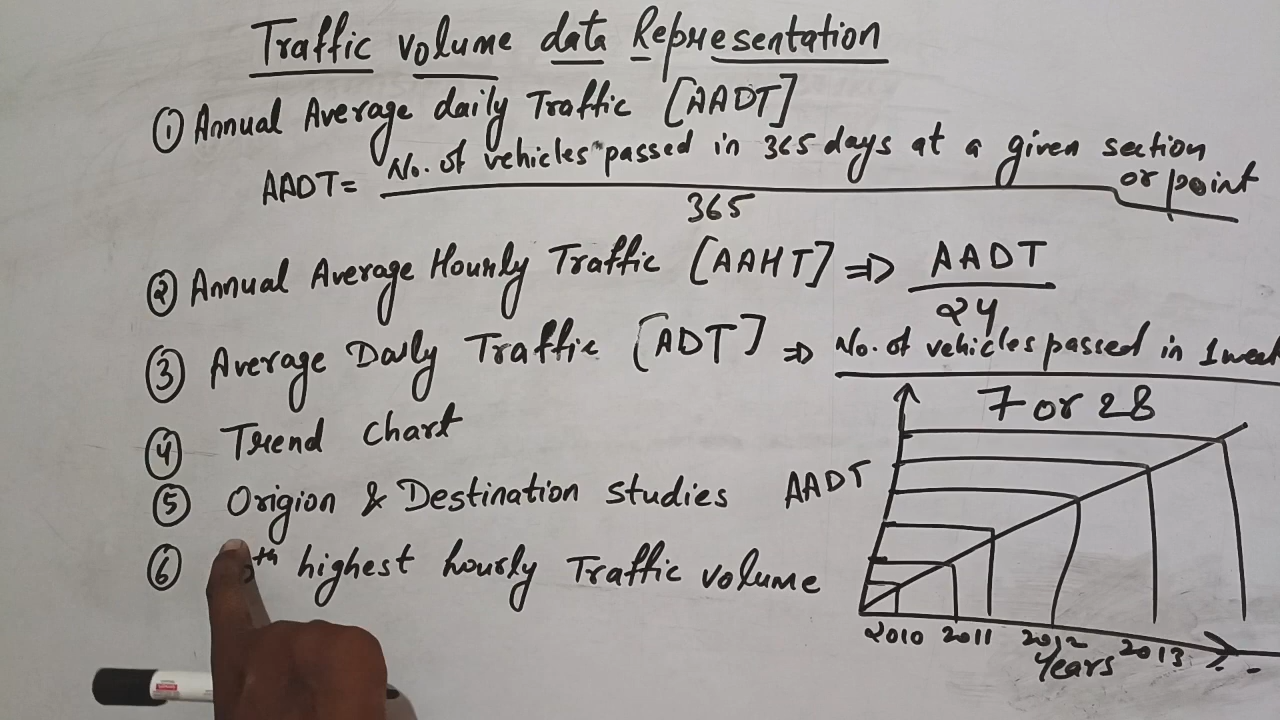 Traffic volume data Representation
① Annual Average daily Traffic [AADT]
AADT = No. of vehicles passed in 365 days at a given section or point
365
② Annual Average Hourly Traffic [AAHT] ⇒ AADT
24
③ Average Daily Traffic [ADT] ⇒ No. of vehicles passed in 1 week
7 or 28
④ Trend chart
⑤ Origion & Destination studies
⑥ th highest hourly Traffic volume
AADT
2010 2011 2012 2013
Years